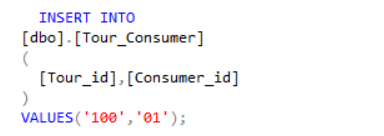 INSERT INTO
[dbo].[Tour_Consumer]
(
[Tour_id],[Consumer_id]
)
VALUES('100','01');